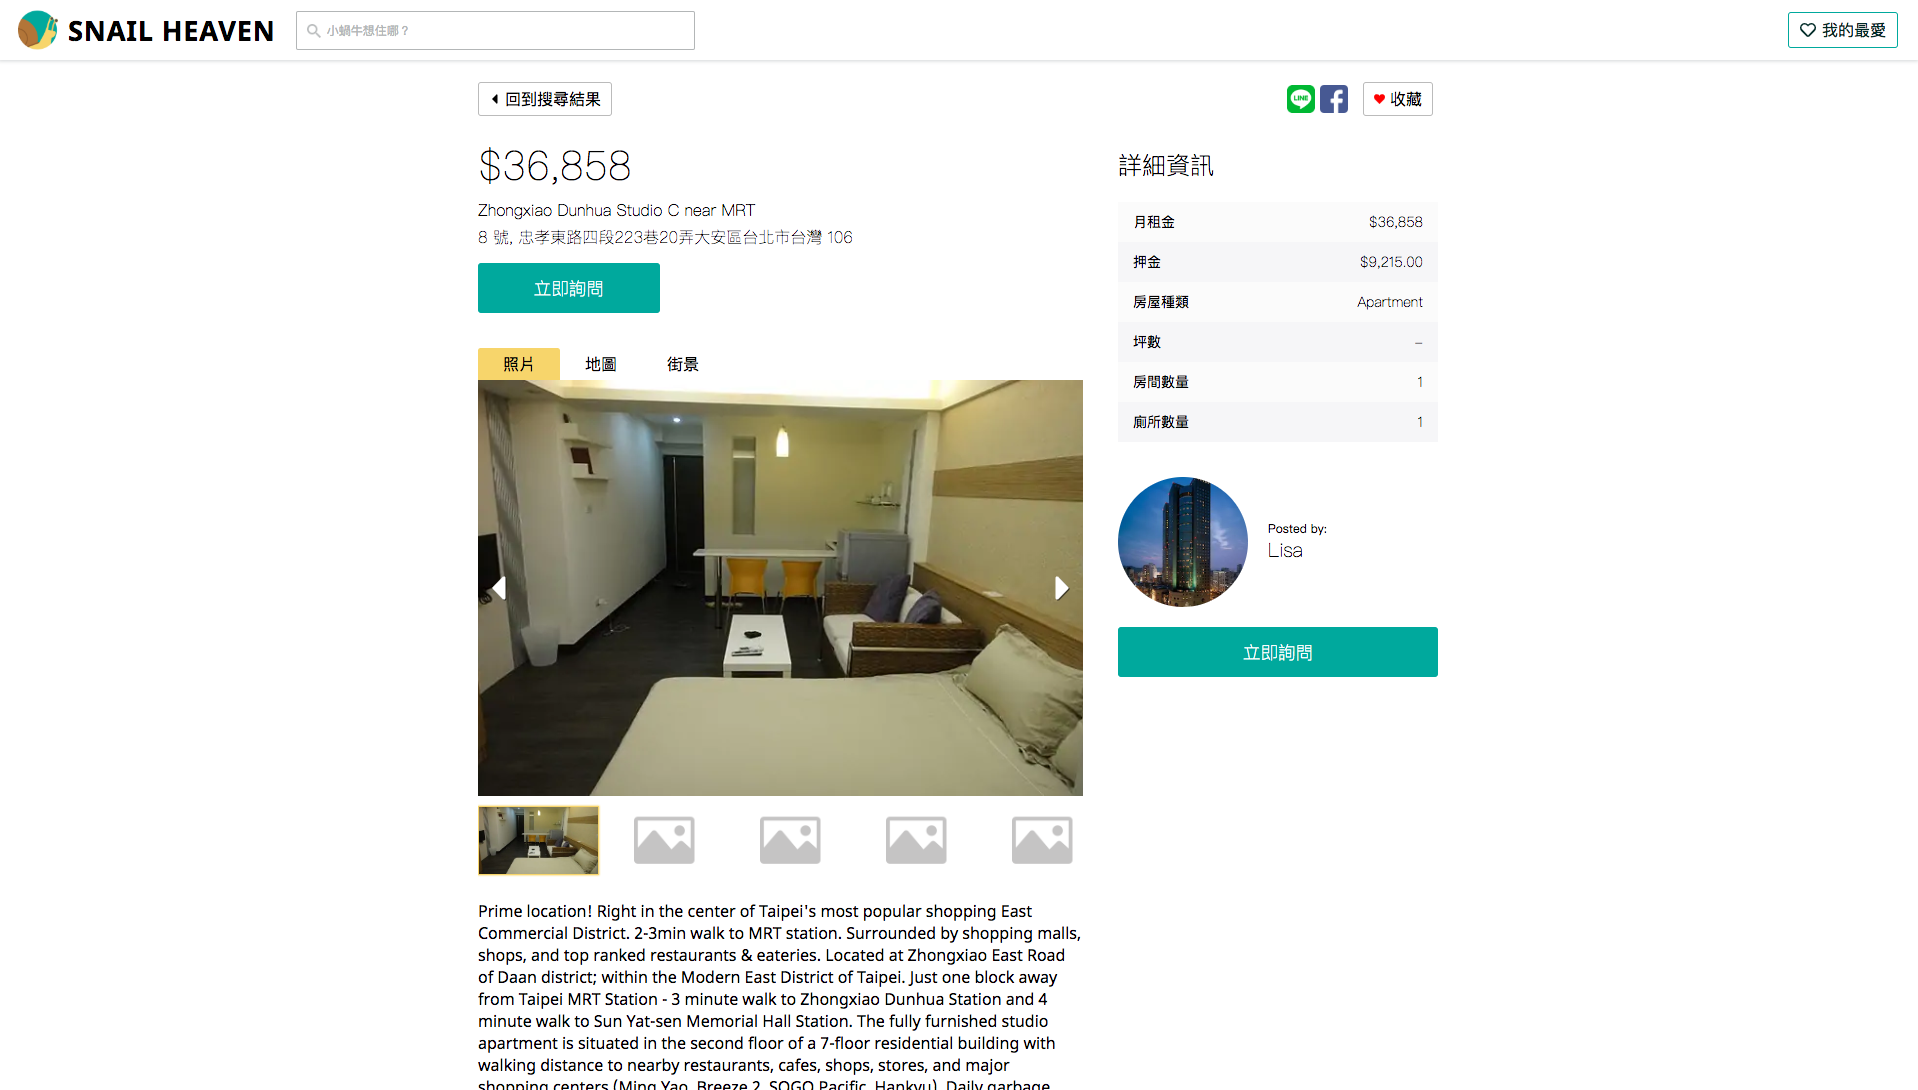 SNAIL HEAVEN
小蝸牛想住哪？
我的最愛
回到搜尋結果
LINE
收藏
$36,858
Zhongxiao Dunhua Studio C near MRT
8 號, 忠孝東路四段223巷20弄大安區台北市台灣 106
立即詢問
照片 地圖 街景
Prime location! Right in the center of Taipei's most popular shopping East
Commercial District. 2-3min walk to MRT station. Surrounded by shopping malls,
shops, and top ranked restaurants & eateries. Located at Zhongxiao East Road
of Daan district; within the Modern East District of Taipei. Just one block away
from Taipei MRT Station - 3 minute walk to Zhongxiao Dunhua Station and 4
minute walk to Sun Yat-sen Memorial Hall Station. The fully furnished studio
apartment is situated in the second floor of a 7-floor residential building with
walking distance to nearby restaurants, cafes, shops, stores, and major
shopping centers (Ming Yao, Breeze 2, SOGO Pacific, Hankyu). Daily garbage
詳細資訊
月租金 $36,858
押金 $9,215.00
房屋種類 Apartment
坪數 –
房間數量 1
廁所數量 1
Posted by:
Lisa
立即詢問